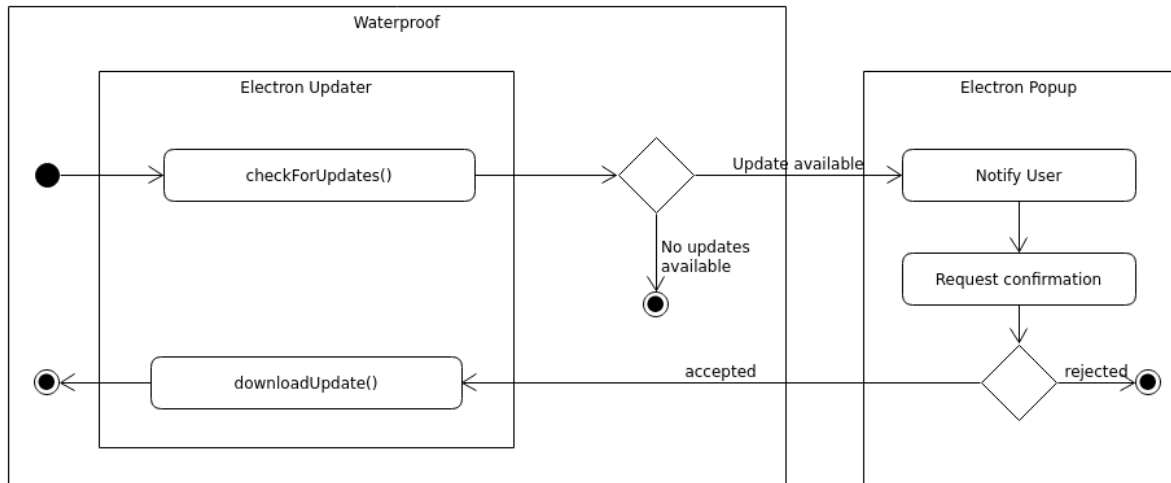 Waterproof
Electron Updater
Electron Popup
checkForUpdates()
Update available
Notify User
No updates
available
Request confirmation
downloadUpdate()
accepted
rejected